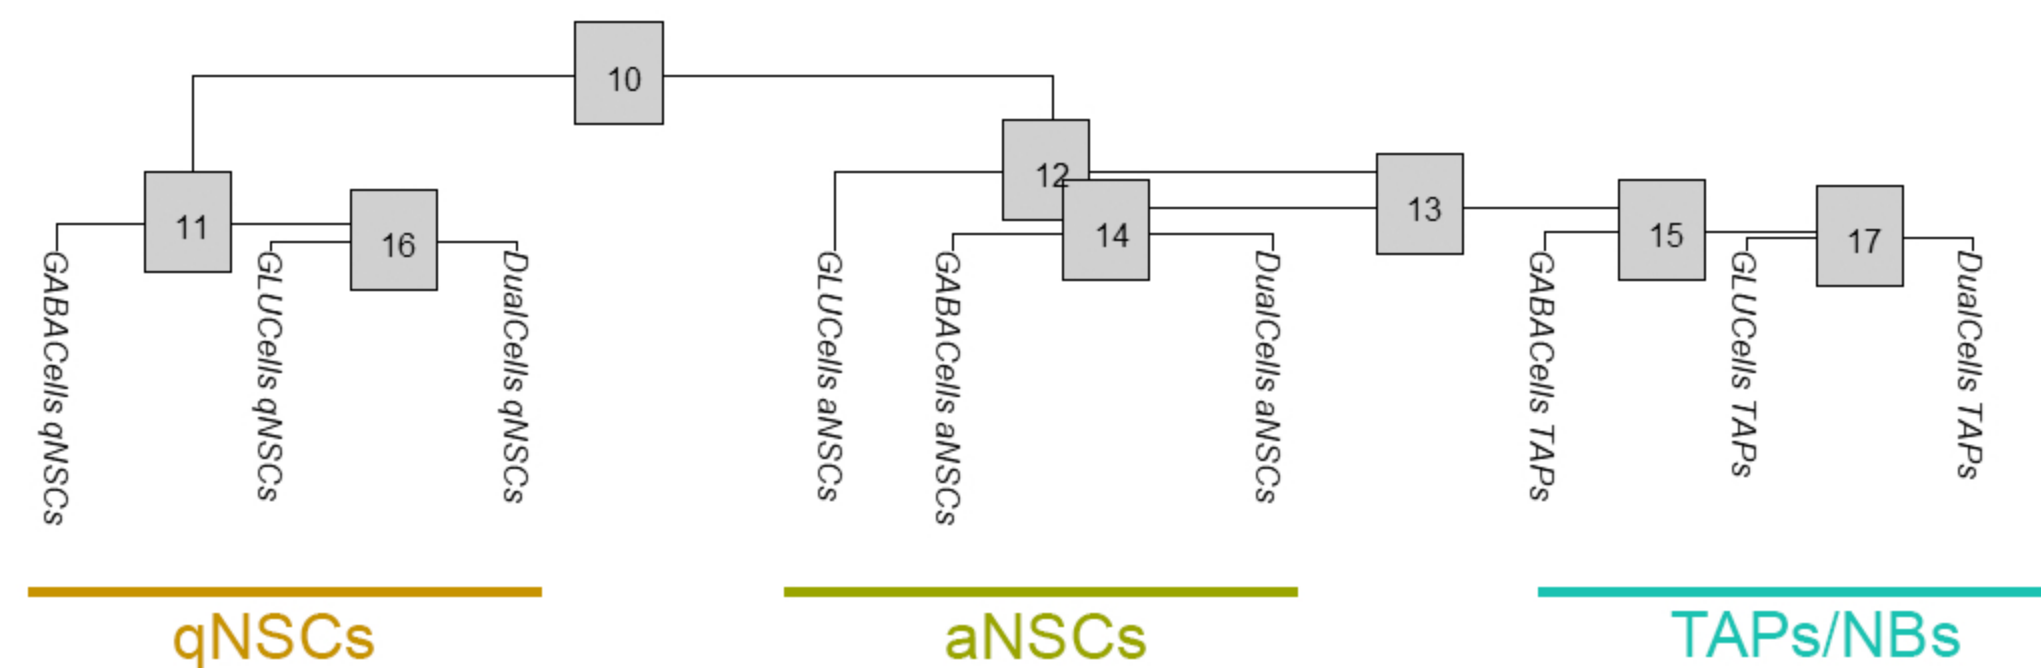 10
12
13
11
16
14
15
17
GABACells qNSCs
GLUCells qNSCs
DualCells qNSCs
GLUCells aNSCs
GABACells aNSCs
DualCells aNSCs
GABACells TAPs
GLUCells TAPs
DualCells TAPs
qNSCs
aNSCs
TAPs/NBs